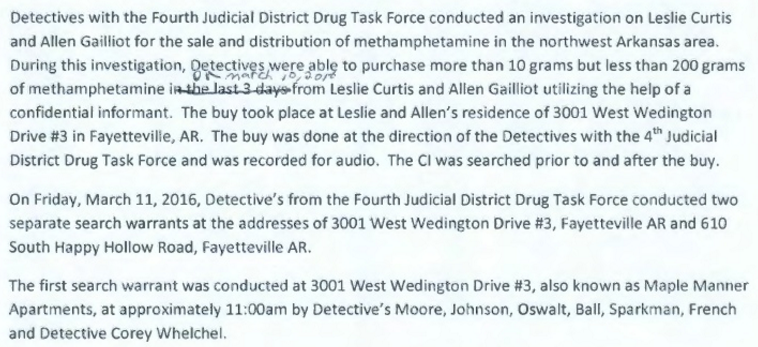 Detectives with the Fourth Judicial District Drug Task Force conducted an investigation on Leslie Curtis
and Allen Gailliot for the sale and distribution of methamphetamine in the northwest Arkansas area.
During this investigation, Detectives were able to purchase more than 10 grams but less than 200 grams
on march 10, 2016
of methamphetamine in the last 3 days from Leslie Curtis and Allen Gailliot utilizing the help of a
confidential informant. The buy took place at Leslie and Allen's residence of 3001 West Wedington
Drive #3 in Fayetteville, AR. The buy was done at the direction of the Detectives with the 4th Judicial
District Drug Task Force and was recorded for audio. The CI was searched prior to and after the buy.
On Friday, March 11, 2016, Detective's from the Fourth Judicial District Drug Task Force conducted two
separate search warrants at the addresses of 3001 West Wedington Drive #3, Fayetteville AR and 610
South Happy Hollow Road, Fayetteville AR.
The first search warrant was conducted at 3001 West Wedington Drive #3, also known as Maple Manner
Apartments, at approximately 11:00am by Detective's Moore, Johnson, Oswalt, Ball, Sparkman, French
and Detective Corey Whelchel.